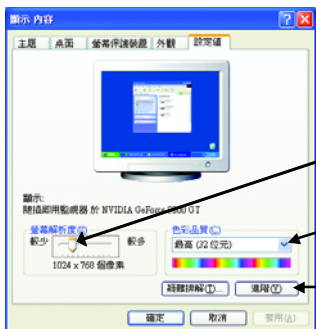 顯示 內容
主題 桌面 螢幕保護裝置 外觀 設定值
顯示:
隨插即用監視器 於 NVIDIA GeForce 9800 GT
螢幕解析度(S) 色彩品質(C)
較少 較多 最高 (32 位元)
1024 x 768 個像素
疑難排解(T)... 進階(V)
確定 取消 套用(A)